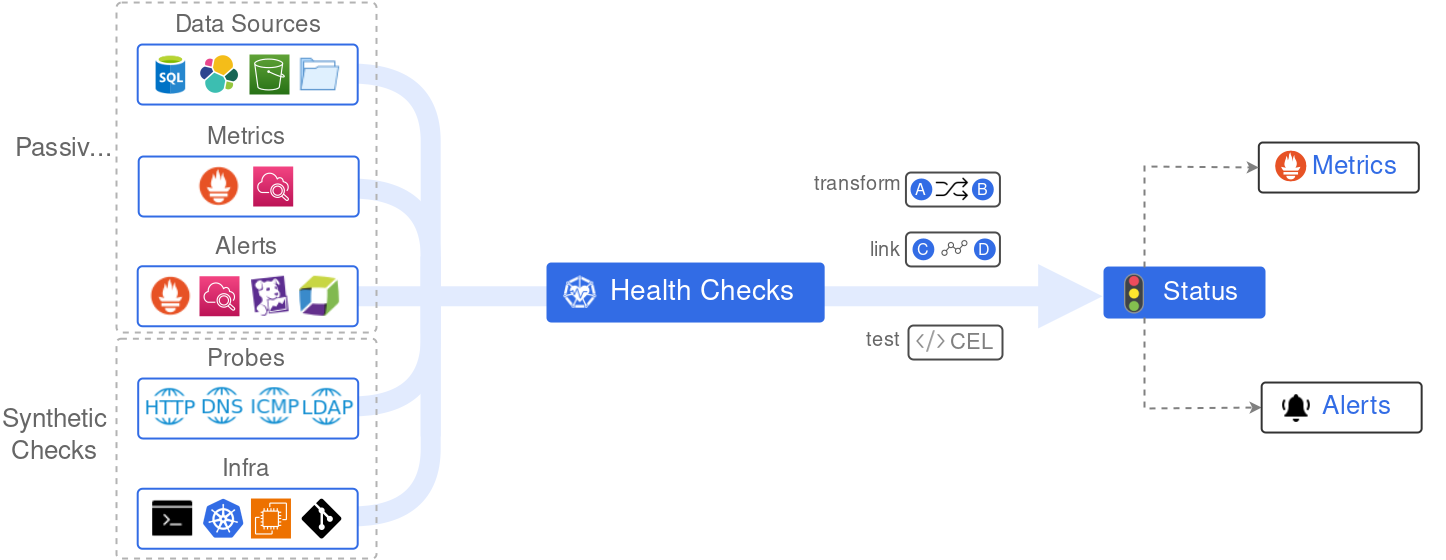 Data Sources
SQL
Passiv...
Metrics
Alerts
Synthetic
Checks
Probes
HTTP DNS ICMP LDAP
Infra
>_
Health Checks
transform A B
link C D
test </> CEL
Status
Metrics
Alerts